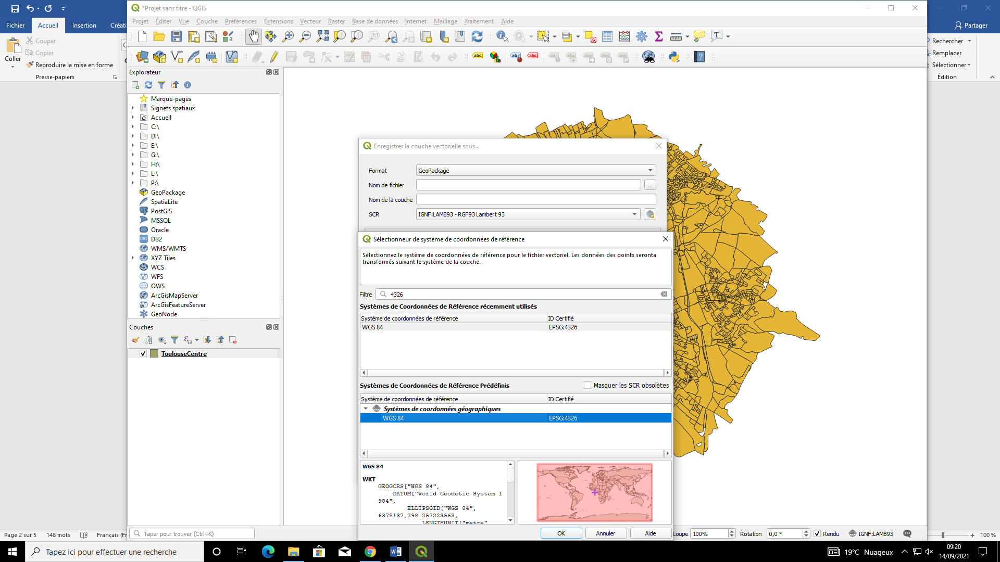 *Projet sans titre - QGIS
Fichier
Accueil
Insertion
Créati
Partager
Projet Éditer Vue Couche Préférences Extensions Vecteur Raster Base de données Internet Maillage Traitement Aide
Coller
Couper
Copier
Reproduire la mise en forme
Presse-papiers
Rechercher
Remplacer
Sélectionner
Édition
Explorateur
Marque-pages
Signets spatiaux
Accueil
C:\
D:\
E:\
G:\
H:\
L:\
P:\
GeoPackage
SpatiaLite
PostGIS
MSSQL
Oracle
DB2
WMS/WMTS
XYZ Tiles
WCS
WFS
OWS
ArcGisMapServer
ArcGisFeatureServer
GeoNode
Couches
ToulouseCentre
Enregistrer la couche vectorielle sous...
Format GeoPackage
Nom de fichier
...
Nom de la couche
SCR IGNF:LAMB93 - RGF93 Lambert 93
Sélectionneur de système de coordonnées de référence
Sélectionnez le système de coordonnées de référence pour le fichier vectoriel. Les données des points seronta
transformés suivant le système de la couche.
Filtre 4326
Systèmes de Coordonnées de Référence récemment utilisés
Système de coordonnées de référence ID Certifié
WGS 84 EPSG:4326
Systèmes de Coordonnées de Référence Prédéfinis Masquer les SCR obsolètes
Système de coordonnées de référence ID Certifié
Systèmes de coordonnées géographiques
WGS 84 EPSG:4326
WGS 84
WKT
GEOGCRS["WGS 84",
DATUM["World Geodetic System 1
984",
ELLIPSOID["WGS 84",
6378137,298.257223563,
LENGTHUNIT["metre"
OK Annuler Aide
Taper pour trouver (Ctrl+K)
Loupe 100% Rotation 0,0 ° Rendu IGNF:LAMB93
Page 2 sur 5 148 mots Français (Fr
100 %
Tapez ici pour effectuer une recherche
19°C Nuageux
09:20
14/09/2021